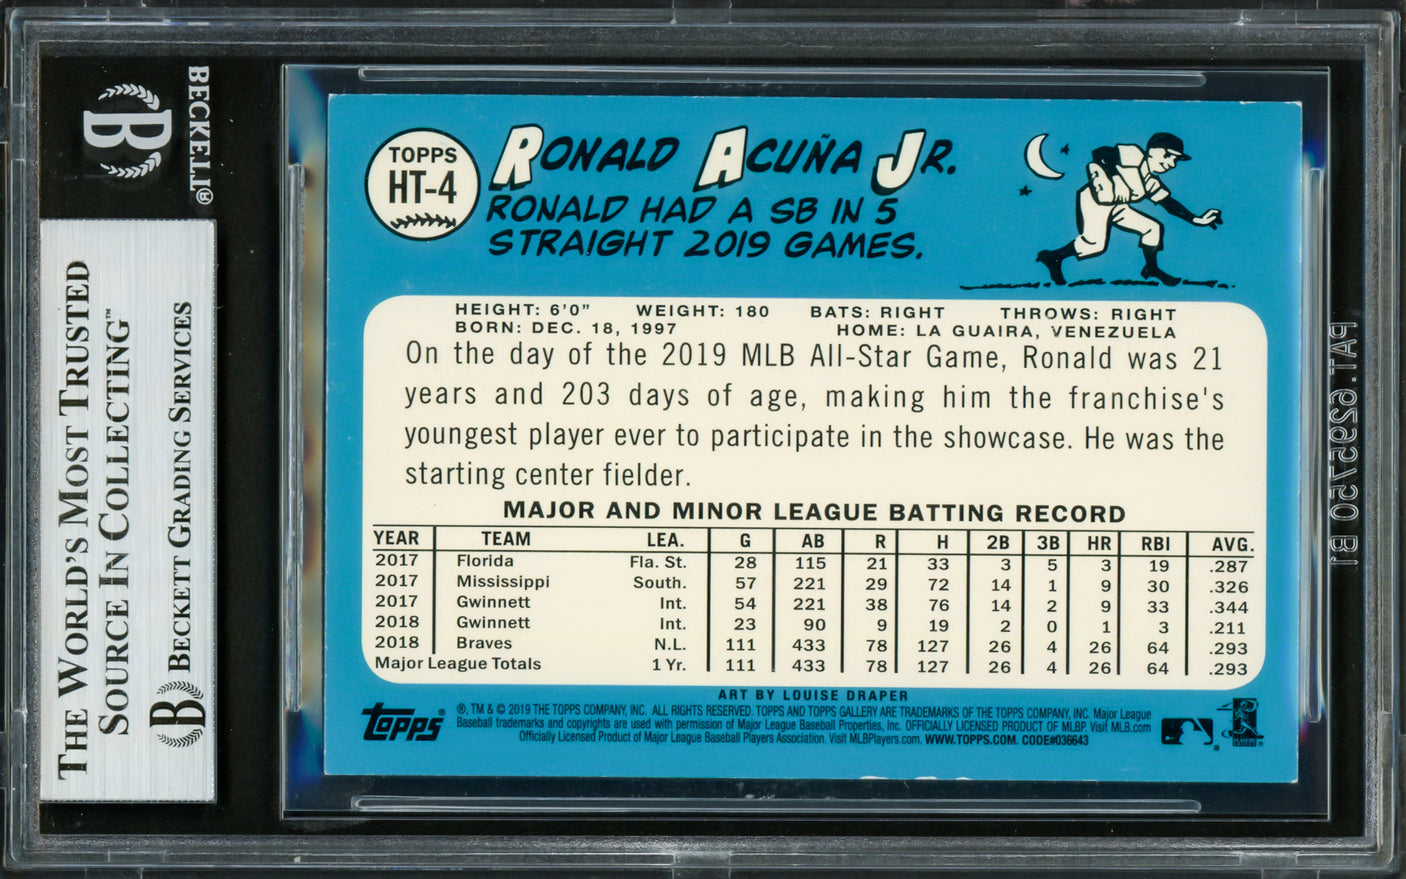 BECKETT®
THE WORLD'S MOST TRUSTED
SOURCE IN COLLECTING™
B BECKETT GRADING SERVICES
TOPPS
HT-4
RONALD ACUÑA JR.
RONALD HAD A SB IN 5
STRAIGHT 2019 GAMES.
HEIGHT: 6'0" WEIGHT: 180 BATS: RIGHT THROWS: RIGHT
BORN: DEC. 18, 1997 HOME: LA GUAIRA, VENEZUELA
On the day of the 2019 MLB All-Star Game, Ronald was 21
years and 203 days of age, making him the franchise's
youngest player ever to participate in the showcase. He was the
starting center fielder.
MAJOR AND MINOR LEAGUE BATTING RECORD
YEAR TEAM LEA. G AB R H 2B 3B HR RBI AVG.
2017 Florida Fla. St. 28 115 21 33 3 5 3 19 .287
2017 Mississippi South. 57 221 29 72 14 1 9 30 .326
2017 Gwinnett Int. 54 221 38 76 14 2 9 33 .344
2018 Gwinnett Int. 23 90 9 19 2 0 1 3 .211
2018 Braves N.L. 111 433 78 127 26 4 26 64 .293
Major League Totals 1 Yr. 111 433 78 127 26 4 26 64 .293
ART BY LOUISE DRAPER
topps®
®, TM & © 2019 THE TOPPS COMPANY, INC. ALL RIGHTS RESERVED. TOPPS AND TOPPS GALLERY ARE TRADEMARKS OF THE TOPPS COMPANY, INC. Major League
Baseball trademarks and copyrights are used with permission of Major League Baseball Properties, Inc. OFFICIALLY LICENSED PRODUCT OF MLBP. Visit MLB.com
Officially Licensed Product of Major League Baseball Players Association. Visit MLBPlayers.com. WWW.TOPPS.COM. CODE#036643
PAT.6295750 B1